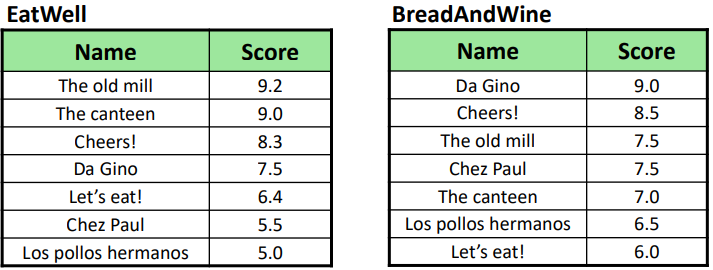 EatWell
Name Score
The old mill 9.2
The canteen 9.0
Cheers! 8.3
Da Gino 7.5
Let's eat! 6.4
Chez Paul 5.5
Los pollos hermanos 5.0
BreadAndWine
Name Score
Da Gino 9.0
Cheers! 8.5
The old mill 7.5
Chez Paul 7.5
The canteen 7.0
Los pollos hermanos 6.5
Let's eat! 6.0